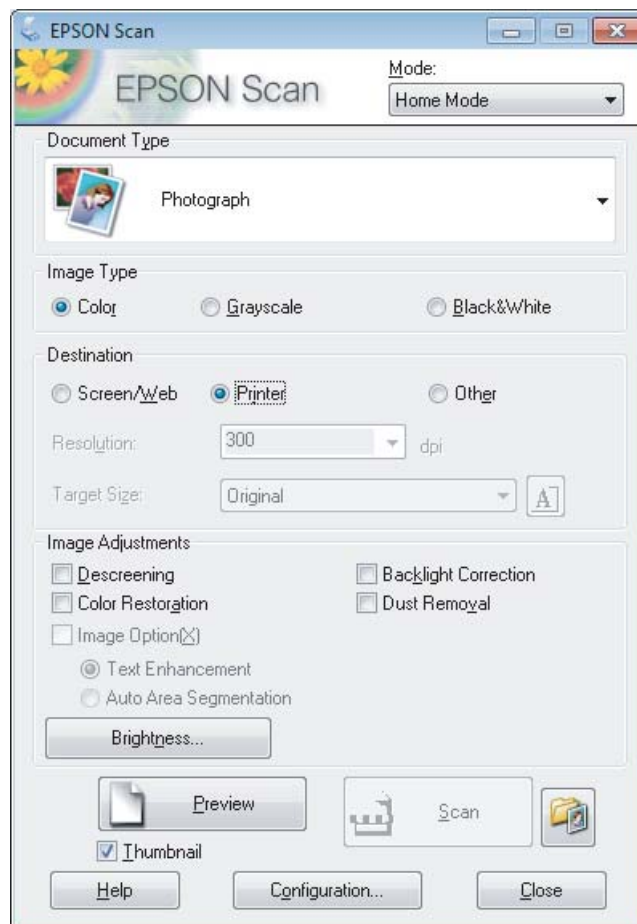 EPSON Scan
EPSON Scan
Mode:
Home Mode
Document Type
Photograph
Image Type
Color Grayscale Black&White
Destination
Screen/Web Printer Other
Resolution: 300 dpi
Target Size: Original A
Image Adjustments
Descreening Backlight Correction
Color Restoration Dust Removal
Image Option(X)
Text Enhancement
Auto Area Segmentation
Brightness...
Preview Scan
Thumbnail
Help Configuration... Close